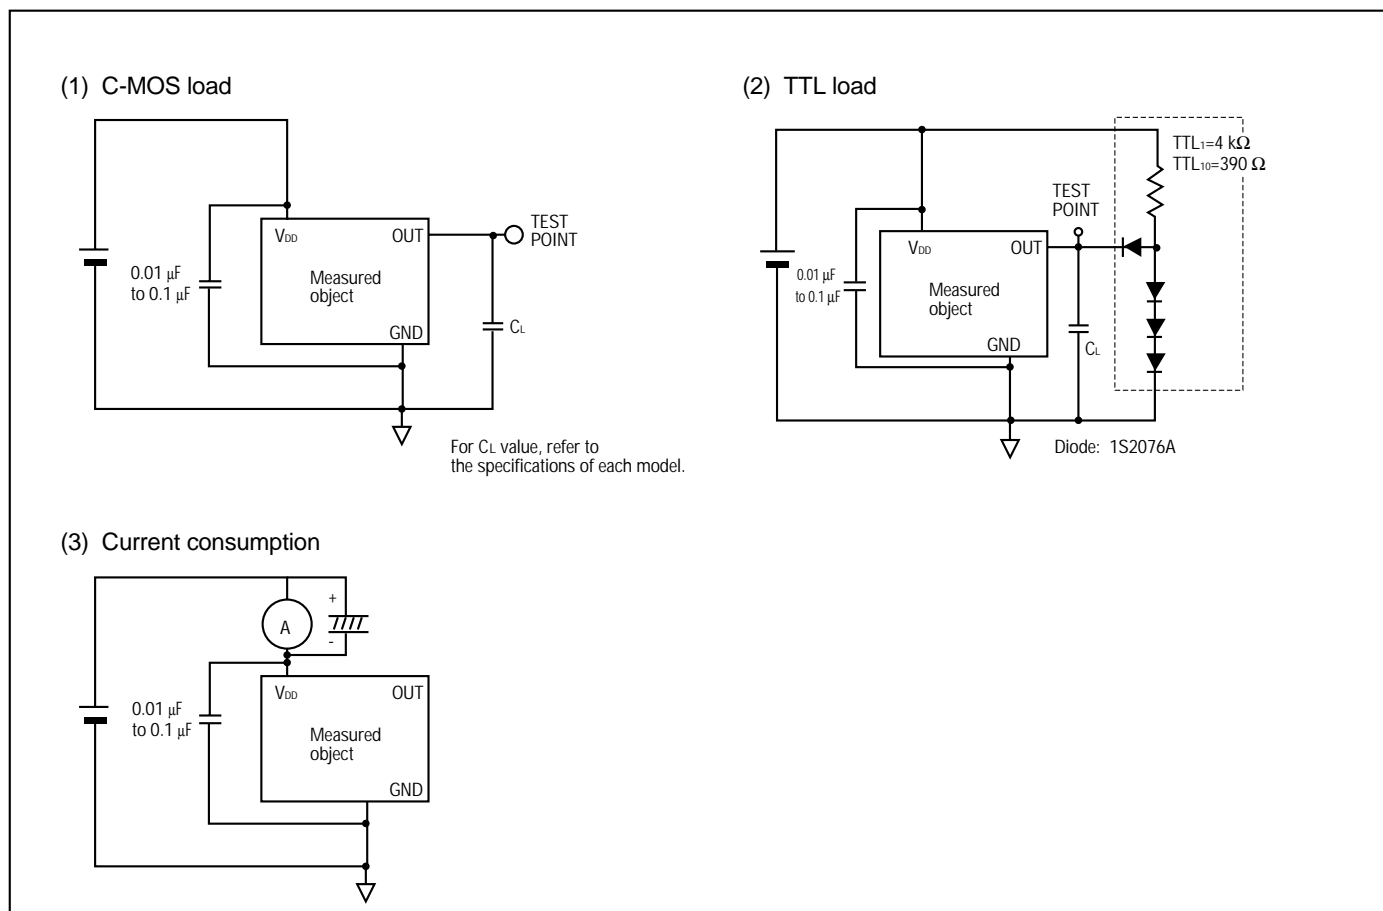 (1) C-MOS load
VDD
OUT
TEST
POINT
0.01 µF
to 0.1 µF
Measured
object
GND
CL
For CL value, refer to
the specifications of each model.
(2) TTL load
TTL1=4 kΩ
TTL10=390 Ω
TEST
POINT
VDD
OUT
0.01 µF
to 0.1 µF
Measured
object
GND
CL
Diode: 1S2076A
(3) Current consumption
+
A
-
VDD
OUT
0.01 µF
to 0.1 µF
Measured
object
GND